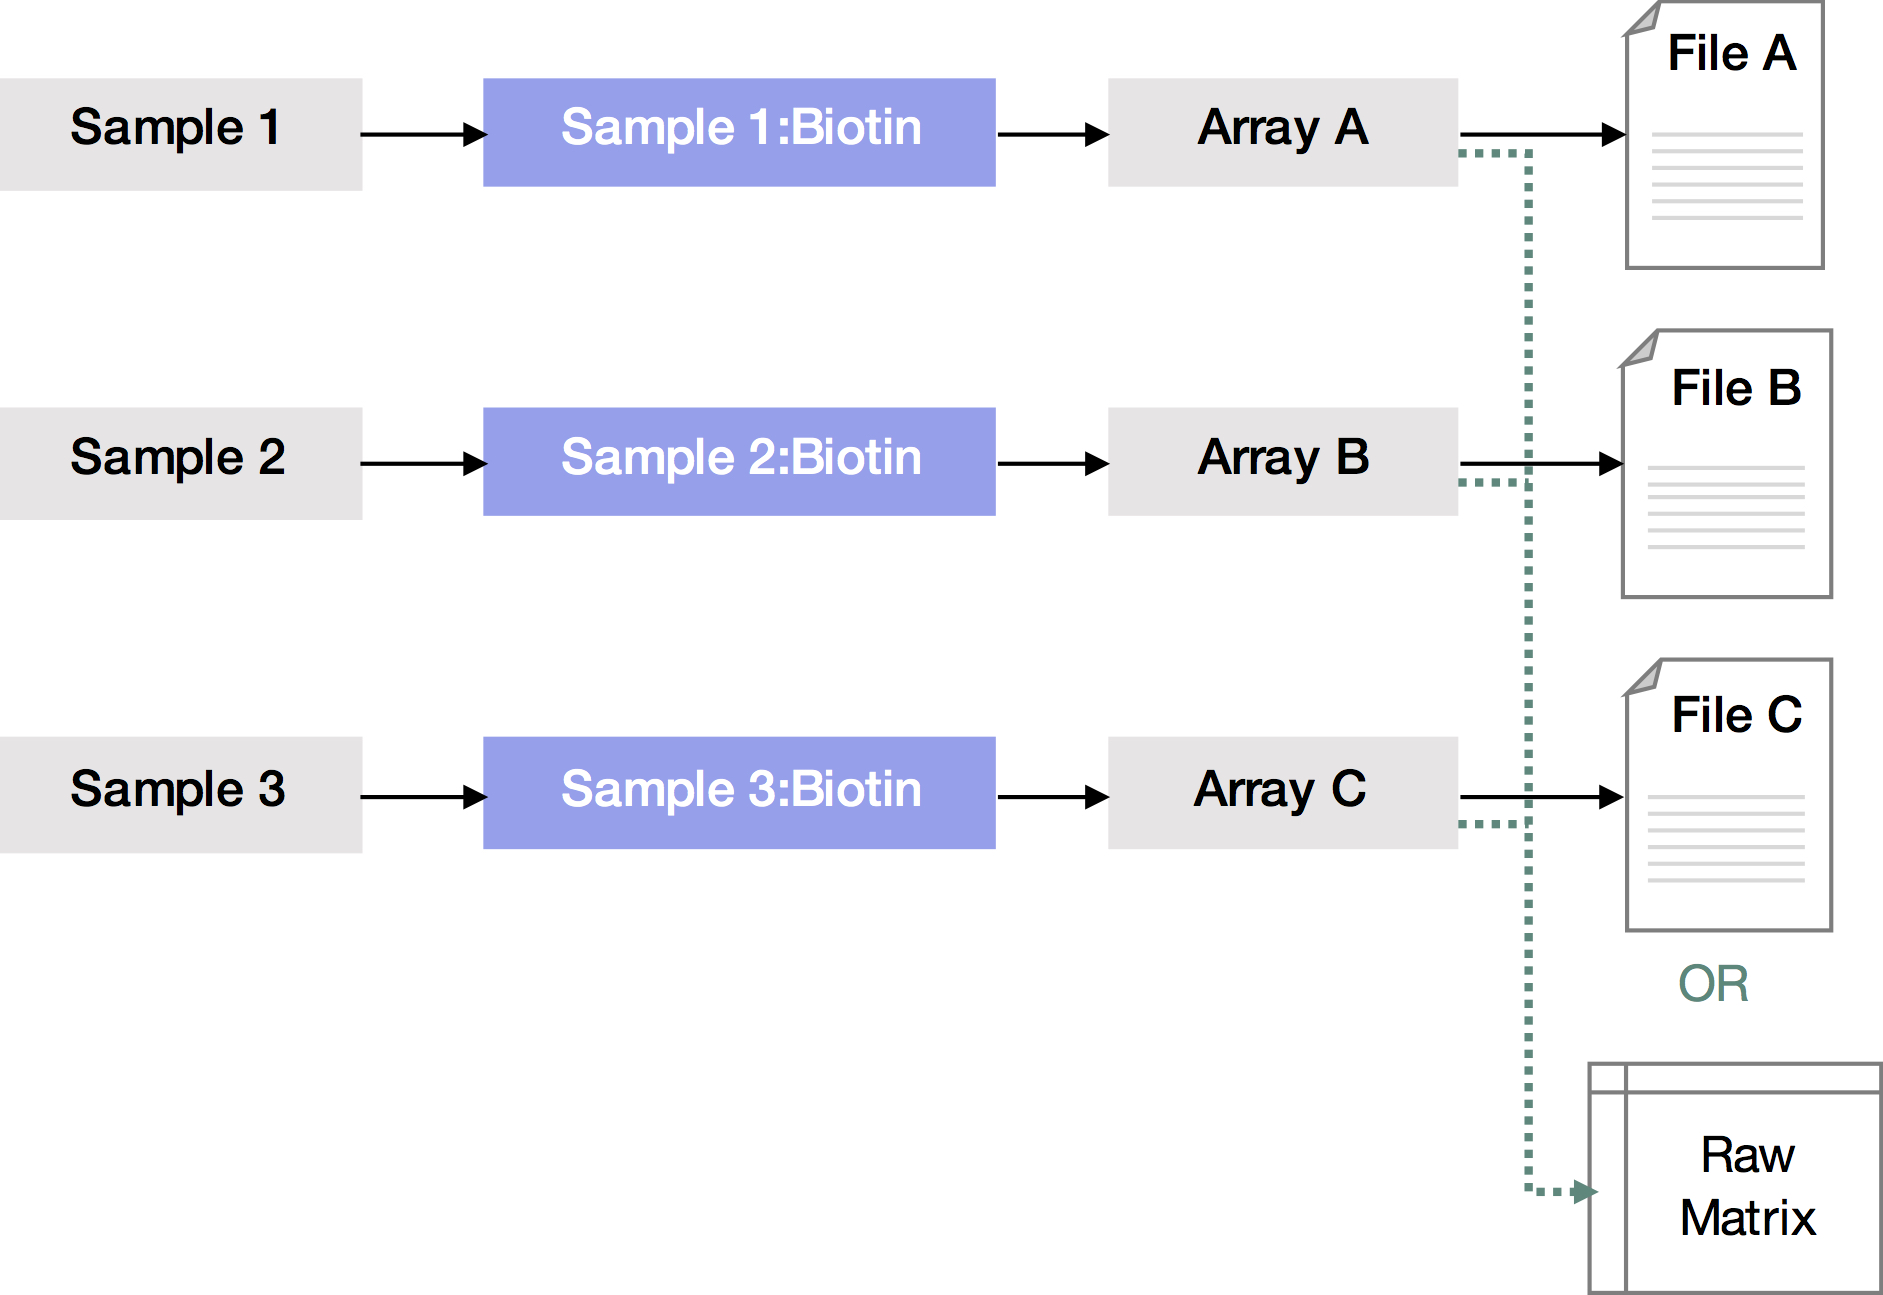 Sample 1
Sample 1:Biotin
Array A
File A
Sample 2
Sample 2:Biotin
Array B
File B
Sample 3
Sample 3:Biotin
Array C
File C
OR
Raw
Matrix